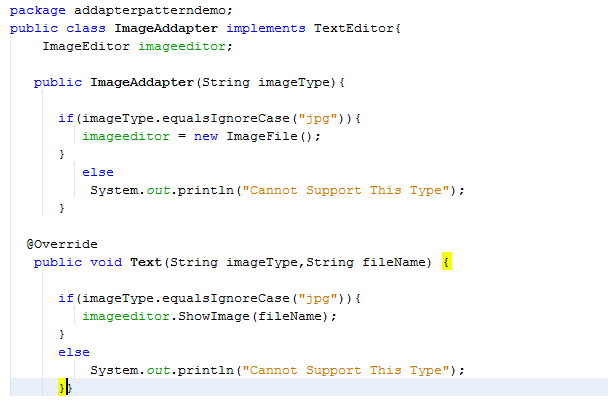 package addapterpatterndemo;
public class ImageAddapter implements TextEditor{
    ImageEditor imageeditor;

   public ImageAddapter(String imageType){

      if(imageType.equalsIgnoreCase("jpg")){
         imageeditor = new ImageFile();
      }
         else
          System.out.println("Cannot Support This Type");
      }

  @Override
   public void Text(String imageType,String fileName) {

      if(imageType.equalsIgnoreCase("jpg")){
         imageeditor.ShowImage(fileName);
      }
      else
          System.out.println("Cannot Support This Type");
      }}